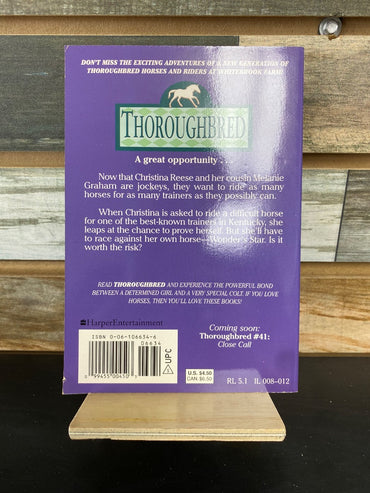 DON'T MISS THE EXCITING ADVENTURES OF A NEW GENERATION OF
THOROUGHBRED HORSES AND RIDERS AT WHITEBROOK FARM!
THOROUGHBRED
A great opportunity . . .
Now that Christina Reese and her cousin Melanie
Graham are jockeys, they want to ride as many
horses for as many trainers as they possibly can.
When Christina is asked to ride a difficult horse
for one of the best-known trainers in Kentucky, she
leaps at the chance to prove herself. But she'll have
to race against her own horse—Wonder's Star. Is it
worth the risk?
READ THOROUGHBRED AND EXPERIENCE THE POWERFUL BOND
BETWEEN A DETERMINED GIRL AND A VERY SPECIAL COLT. IF YOU LOVE
HORSES, THEN YOU'LL LOVE THESE BOOKS!
HarperEntertainment
ISBN 0-06-106634-6
06634
UPC
U.S. $4.50
CAN. $6.50
Coming soon:
Thoroughbred #41:
Close Call
RL 5.1 IL 008-012